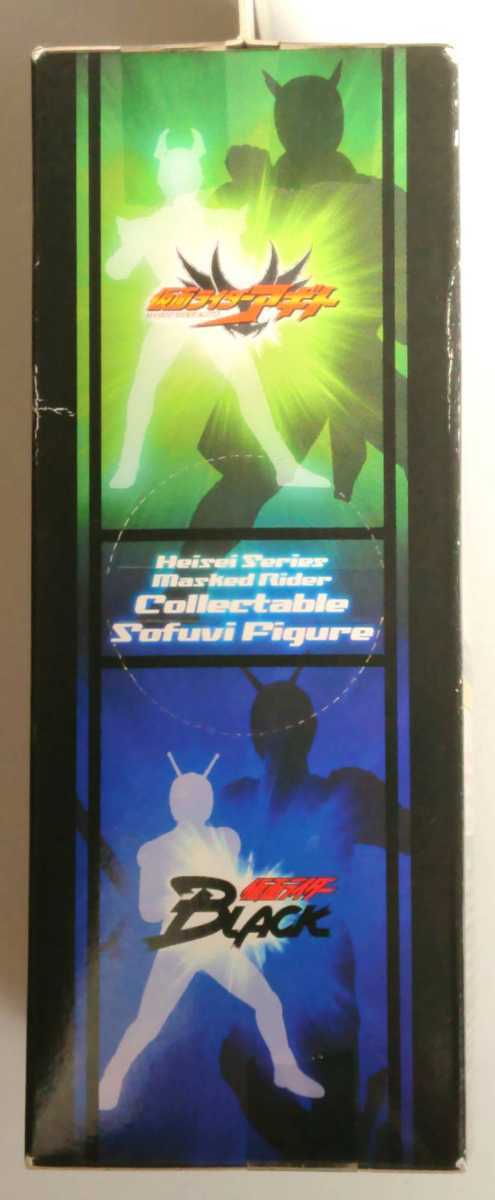 仮面ライダーアギト
Heisei Series
Masked Rider
Collectable
Sofuvi Figure
仮面ライダー
BLACK